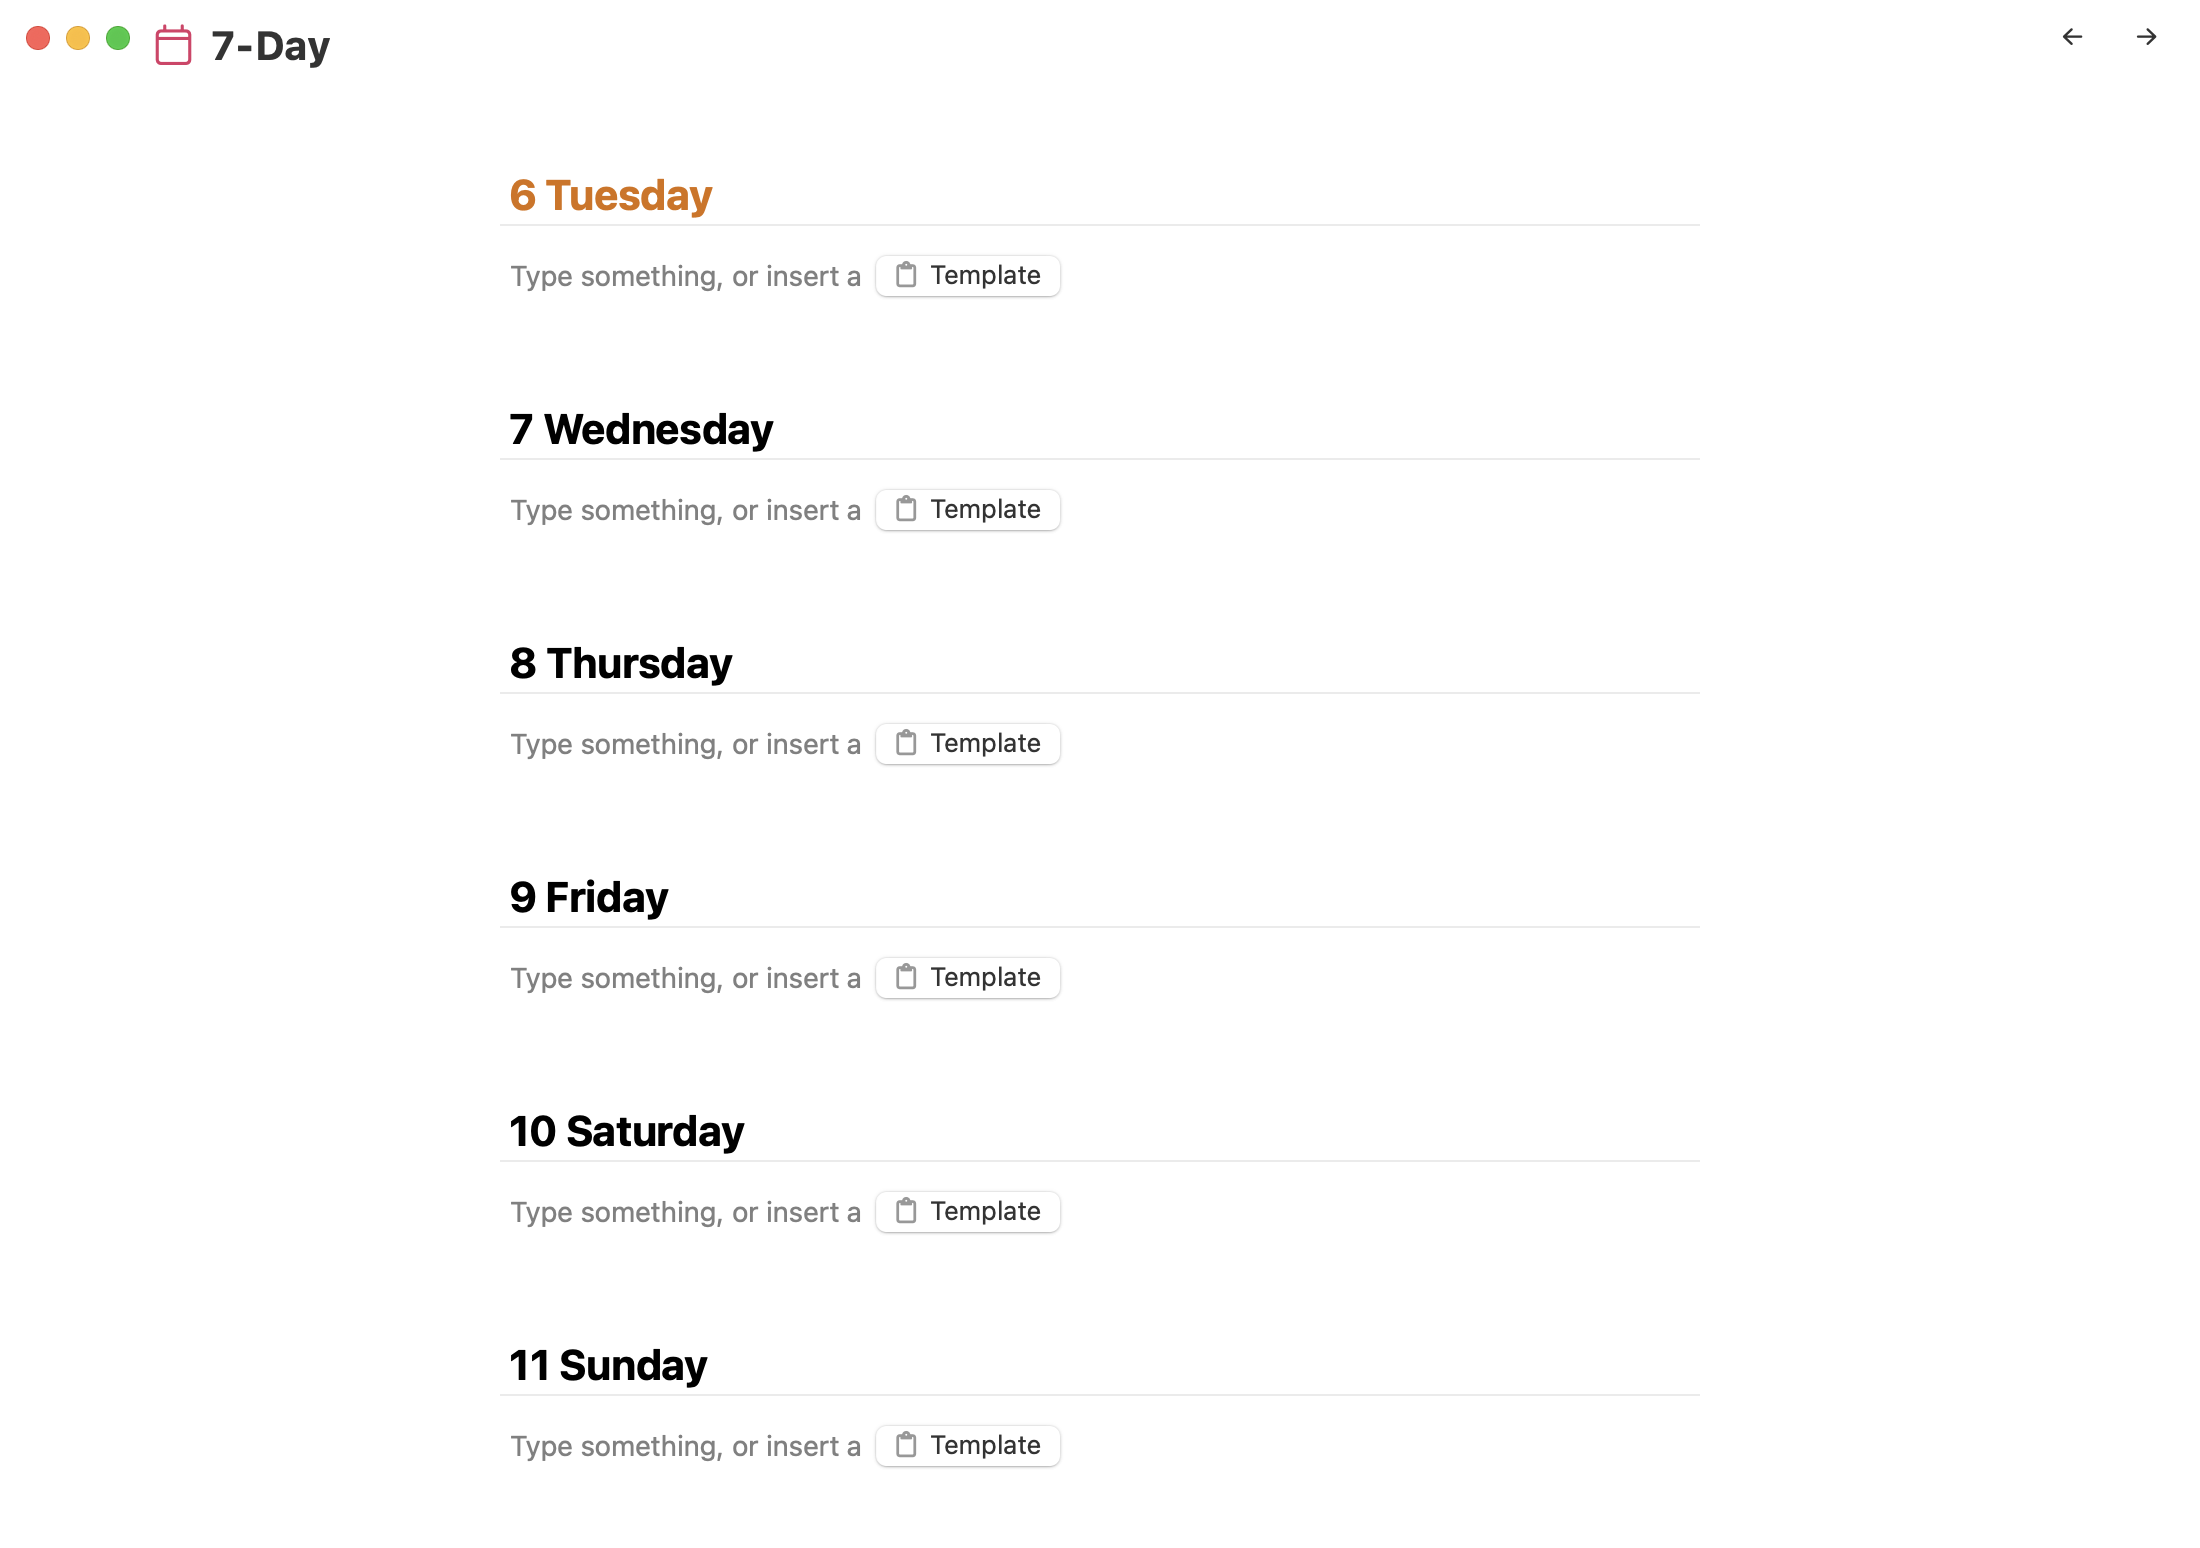 7-Day
6 Tuesday
Type something, or insert a Template
7 Wednesday
Type something, or insert a Template
8 Thursday
Type something, or insert a Template
9 Friday
Type something, or insert a Template
10 Saturday
Type something, or insert a Template
11 Sunday
Type something, or insert a Template